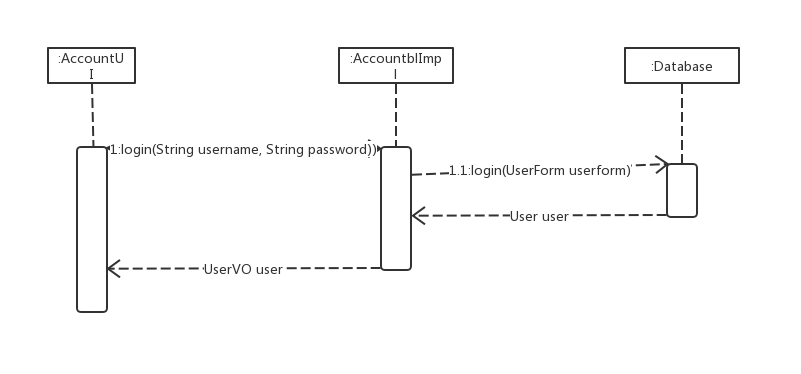 :AccountU
I
:AccountblImp
l
:Database
1:login(String username, String password))
1.1:login(UserForm userform)
User user
UserVO user